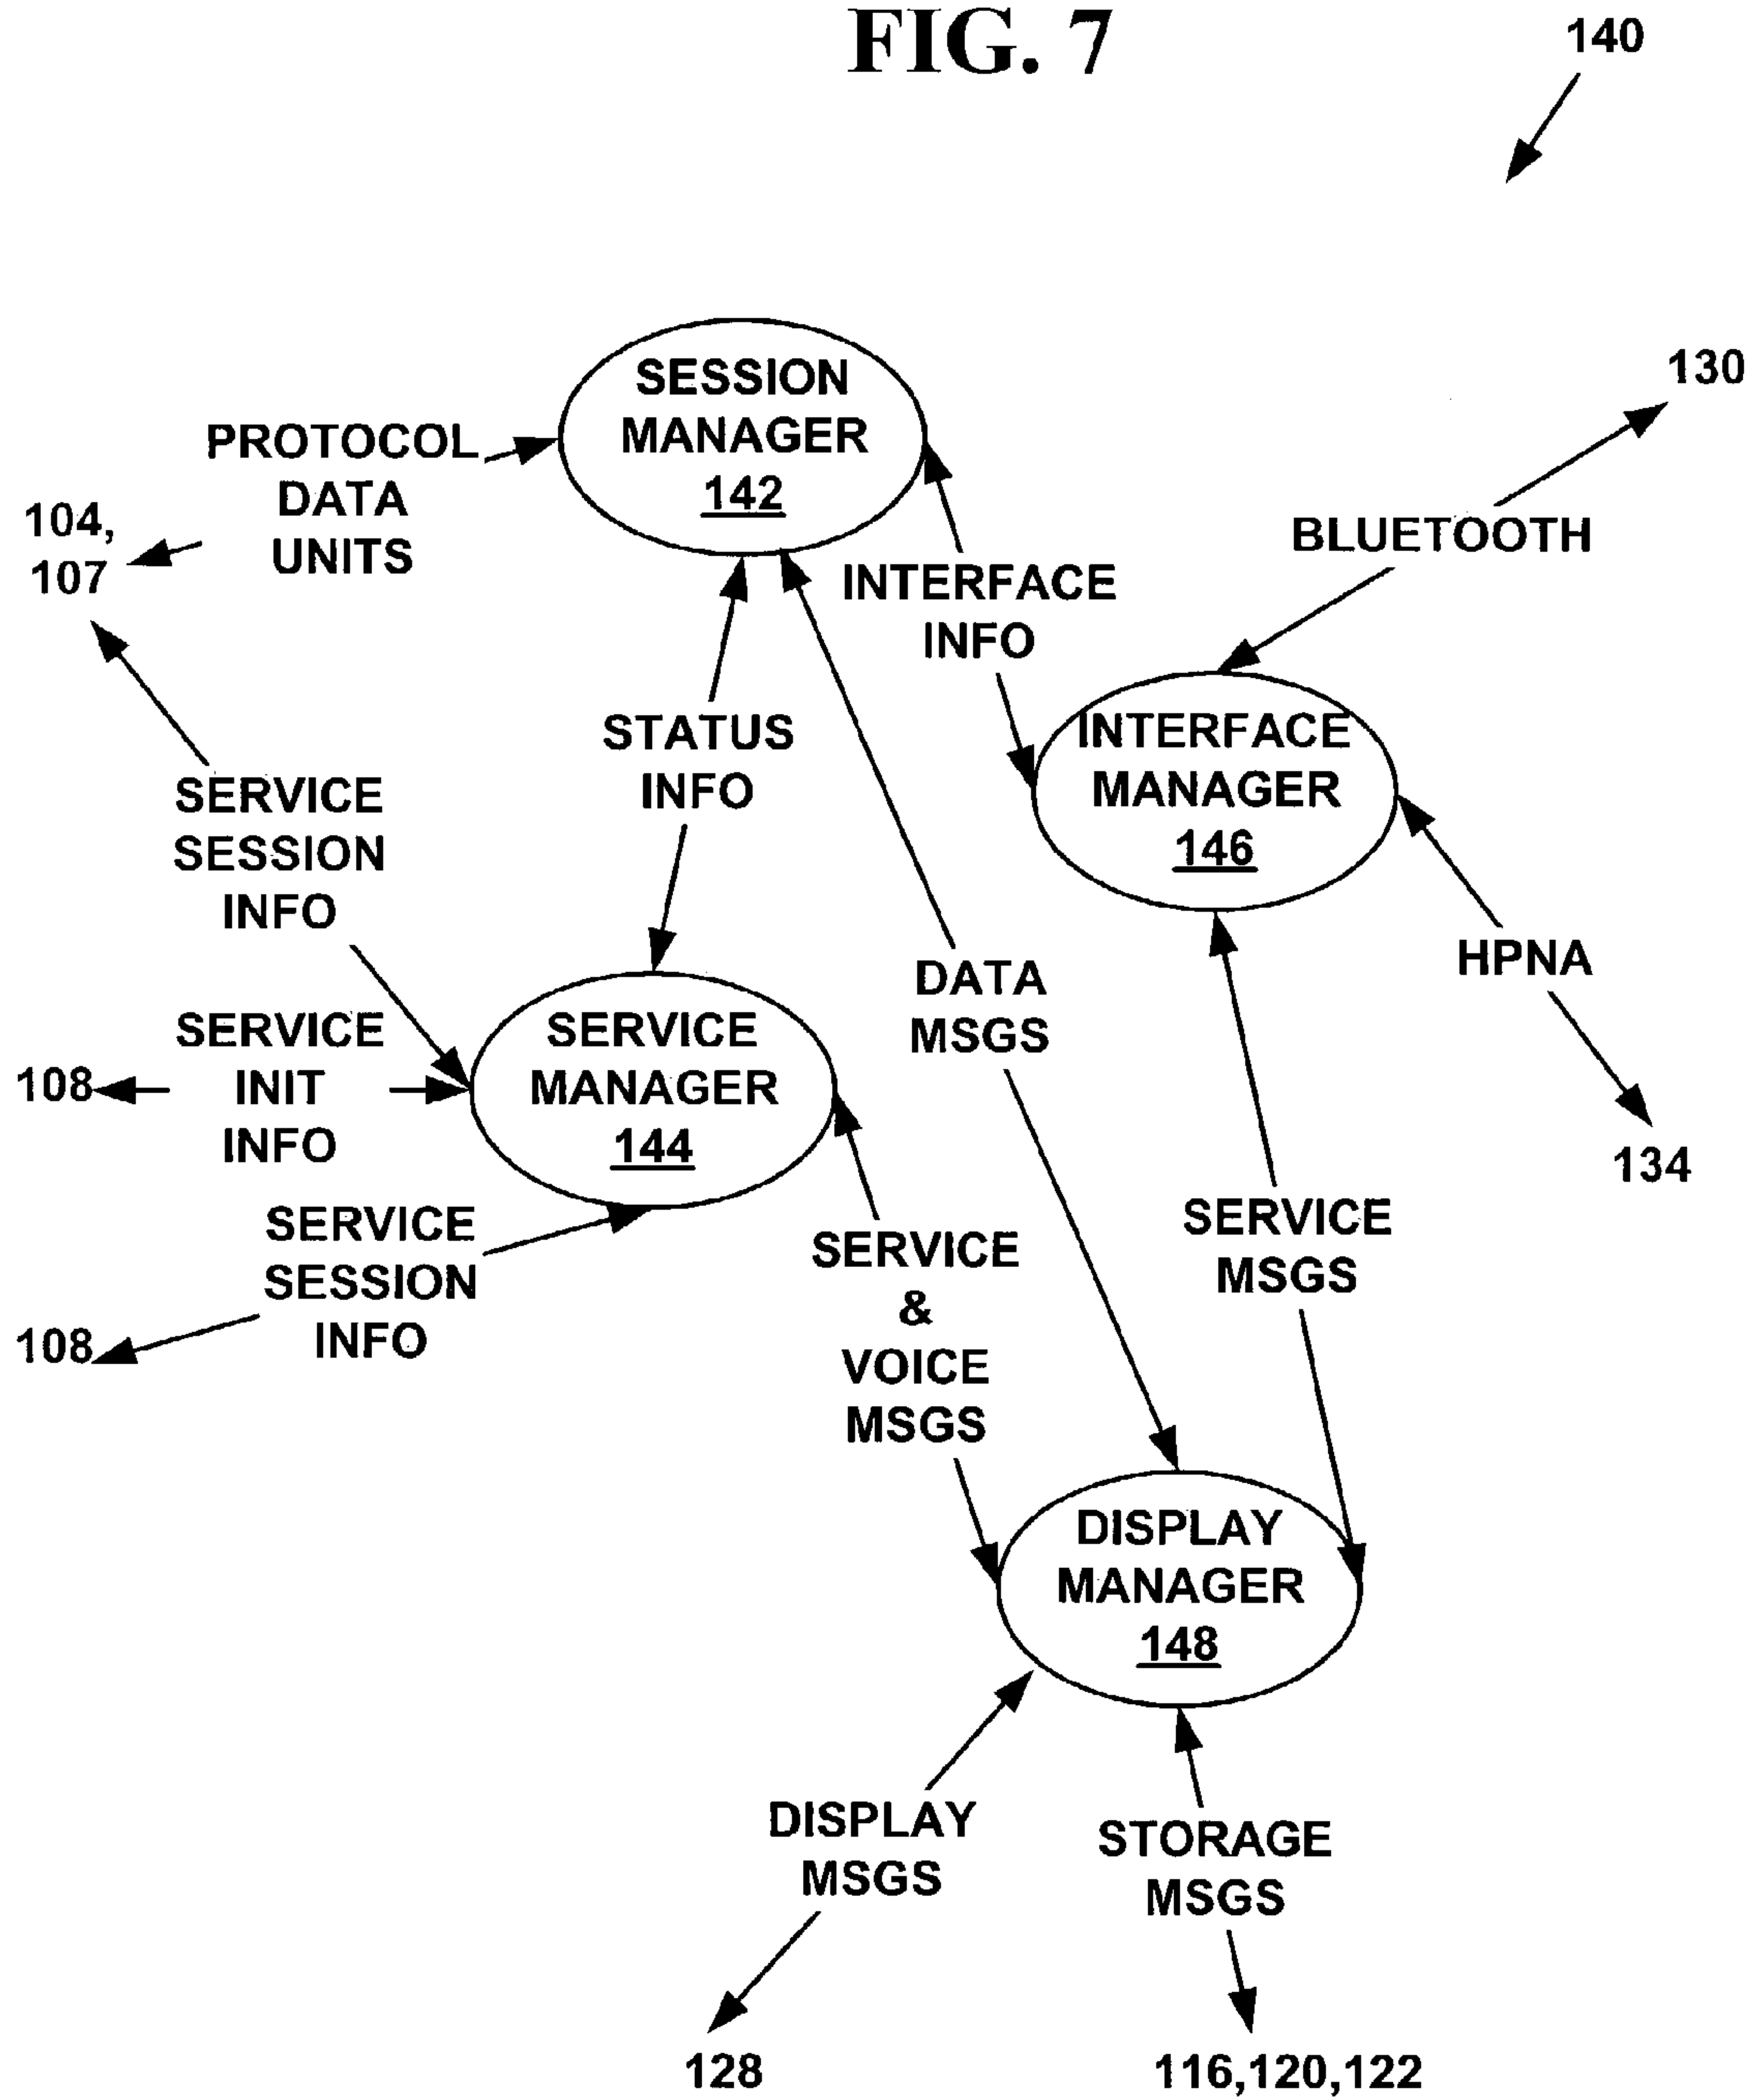 FIG. 7
140
SESSION
MANAGER
142
130
PROTOCOL
DATA
UNITS
104,
107
INTERFACE
INFO
BLUETOOTH
STATUS
INFO
INTERFACE
MANAGER
146
SERVICE
SESSION
INFO
HPNA
DATA
MSGS
134
SERVICE
INIT
INFO
108
SERVICE
MANAGER
144
SERVICE
SESSION
INFO
108
SERVICE
&
VOICE
MSGS
SERVICE
MSGS
DISPLAY
MANAGER
148
DISPLAY
MSGS
STORAGE
MSGS
128
116,120,122